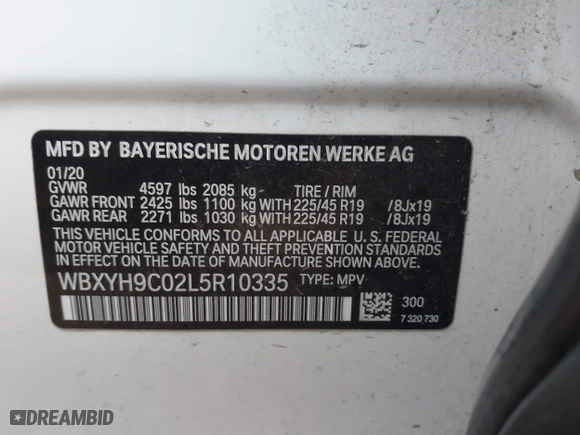 MFD BY BAYERISCHE MOTOREN WERKE AG
01/20
GVWR 4597 lbs 2085 kg TIRE / RIM
GAWR FRONT 2425 lbs 1100 kg WITH 225/45 R19 /8Jx19
GAWR REAR 2271 lbs 1030 kg WITH 225/45 R19 /8Jx19
THIS VEHICLE CONFORMS TO ALL APPLICABLE U. S. FEDERAL
MOTOR VEHICLE SAFETY AND THEFT PREVENTION STANDARDS
IN EFFECT ON THE DATE OF MANUFACTURE SHOWN ABOVE.
WBXYH9C02L5R10335 TYPE: MPV
300
7 320 730
DREAMBID